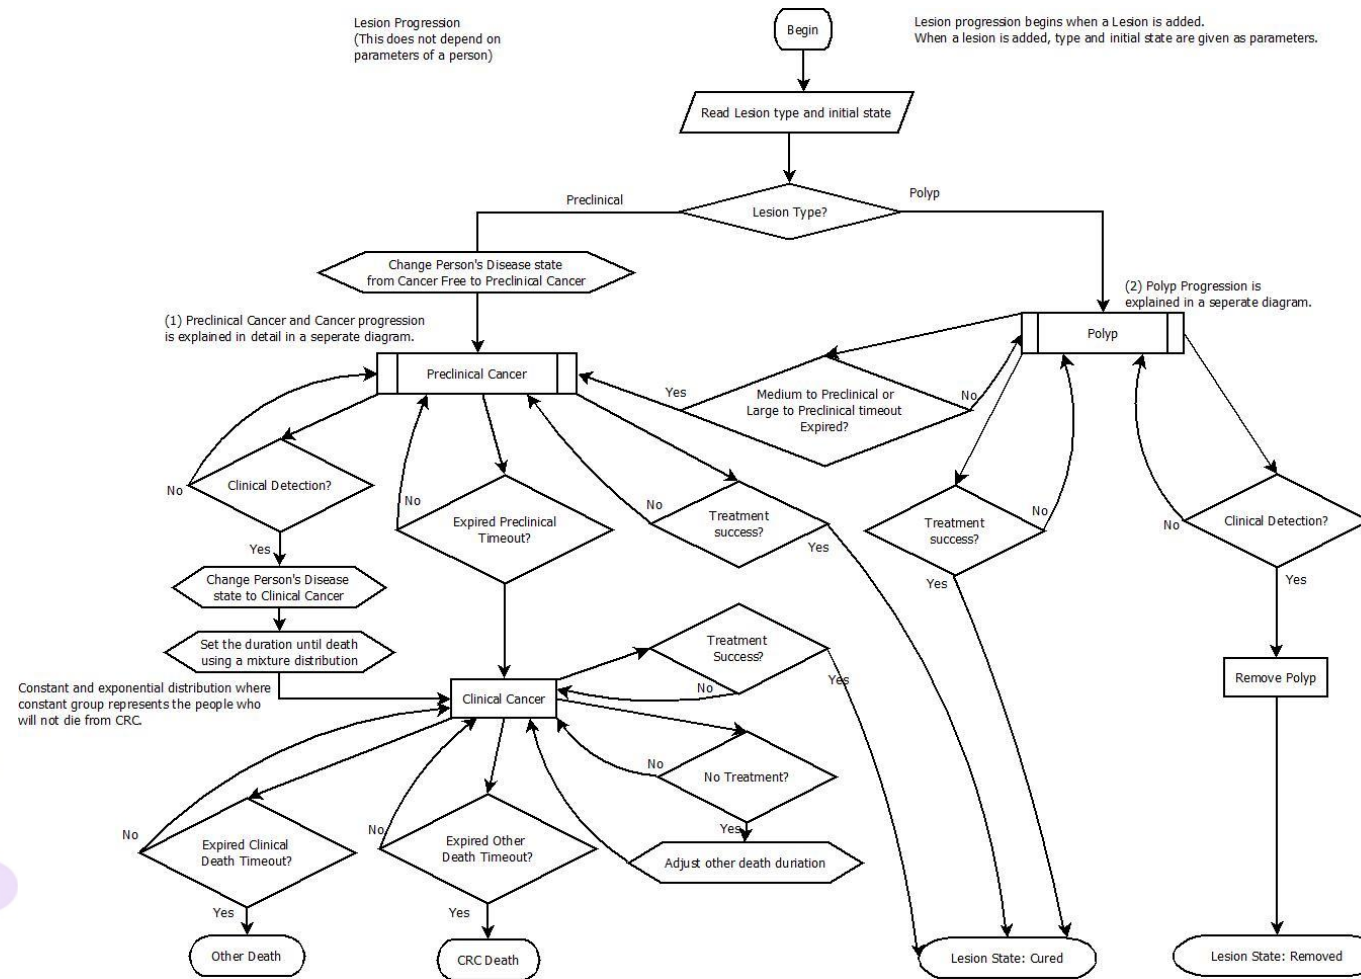 Lesion Progression
(This does not depend on
parameters of a person)
Begin
Lesion progression begins when a Lesion is added.
When a lesion is added, type and initial state are given as parameters.
Read Lesion type and initial state
Preclinical
Lesion Type?
Polyp
Change Person's Disease state
from Cancer Free to Preclinical Cancer
(1) Preclinical Cancer and Cancer progression
is explained in detail in a seperate diagram.
(2) Polyp Progression is
explained in a seperate diagram.
Preclinical Cancer
Polyp
Yes
Medium to Preclinical or
Large to Preclinical timeout
Expired?
No
No
Clinical Detection?
Yes
No
Expired Preclinical
Timeout?
No
Treatment
success?
Yes
Treatment
success?
No
Yes
No
Clinical Detection?
Yes
Change Person's Disease
state to Clinical Cancer
Set the duration until death
using a mixture distribution
Constant and exponential distribution where
constant group represents the people who
will not die from CRC.
Clinical Cancer
Treatment
Success?
No
Yes
Remove Polyp
No
No Treatment?
Yes
Adjust other death duriation
No
Expired Clinical
Death Timeout?
Yes
No
Expired Other
Death Timeout?
Yes
Other Death
CRC Death
Lesion State: Cured
Lesion State: Removed